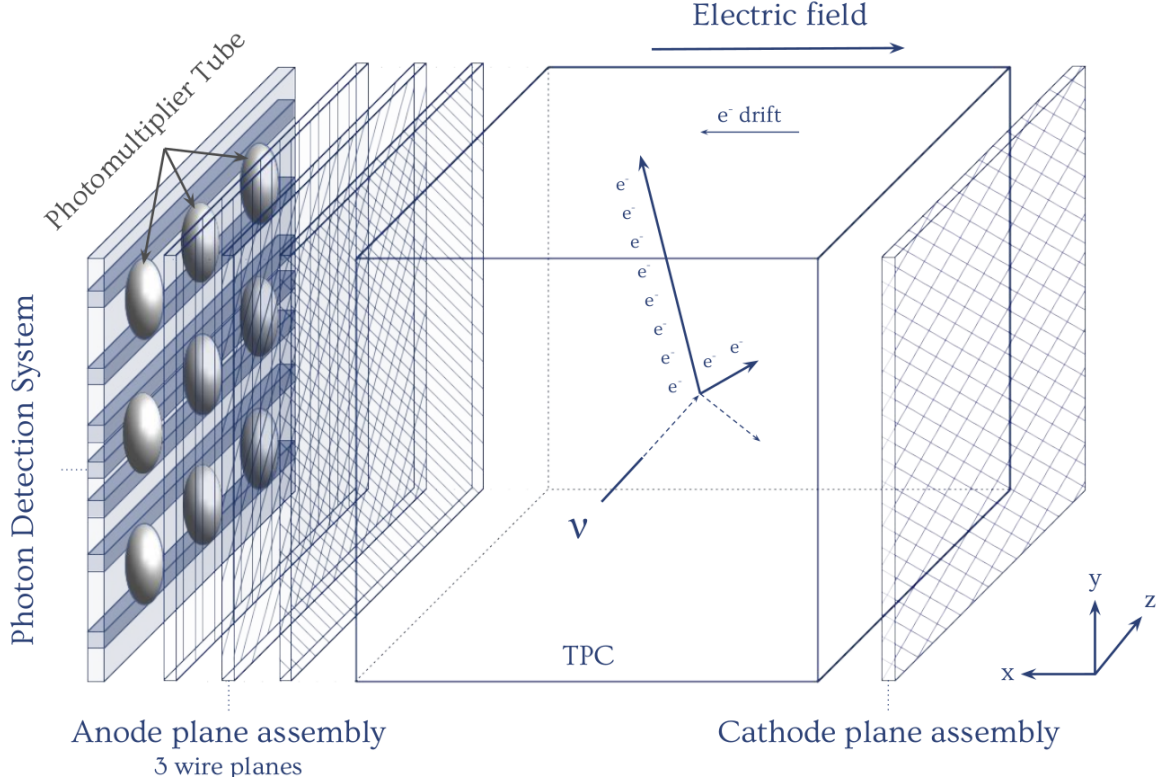 Electric field
Photomultiplier Tube
e⁻ drift
e⁻
e⁻
e⁻
e⁻
e⁻
e⁻
e⁻
e⁻
e⁻
e⁻
Photon Detection System
ν
TPC
y
z
x
Anode plane assembly
3 wire planes
Cathode plane assembly